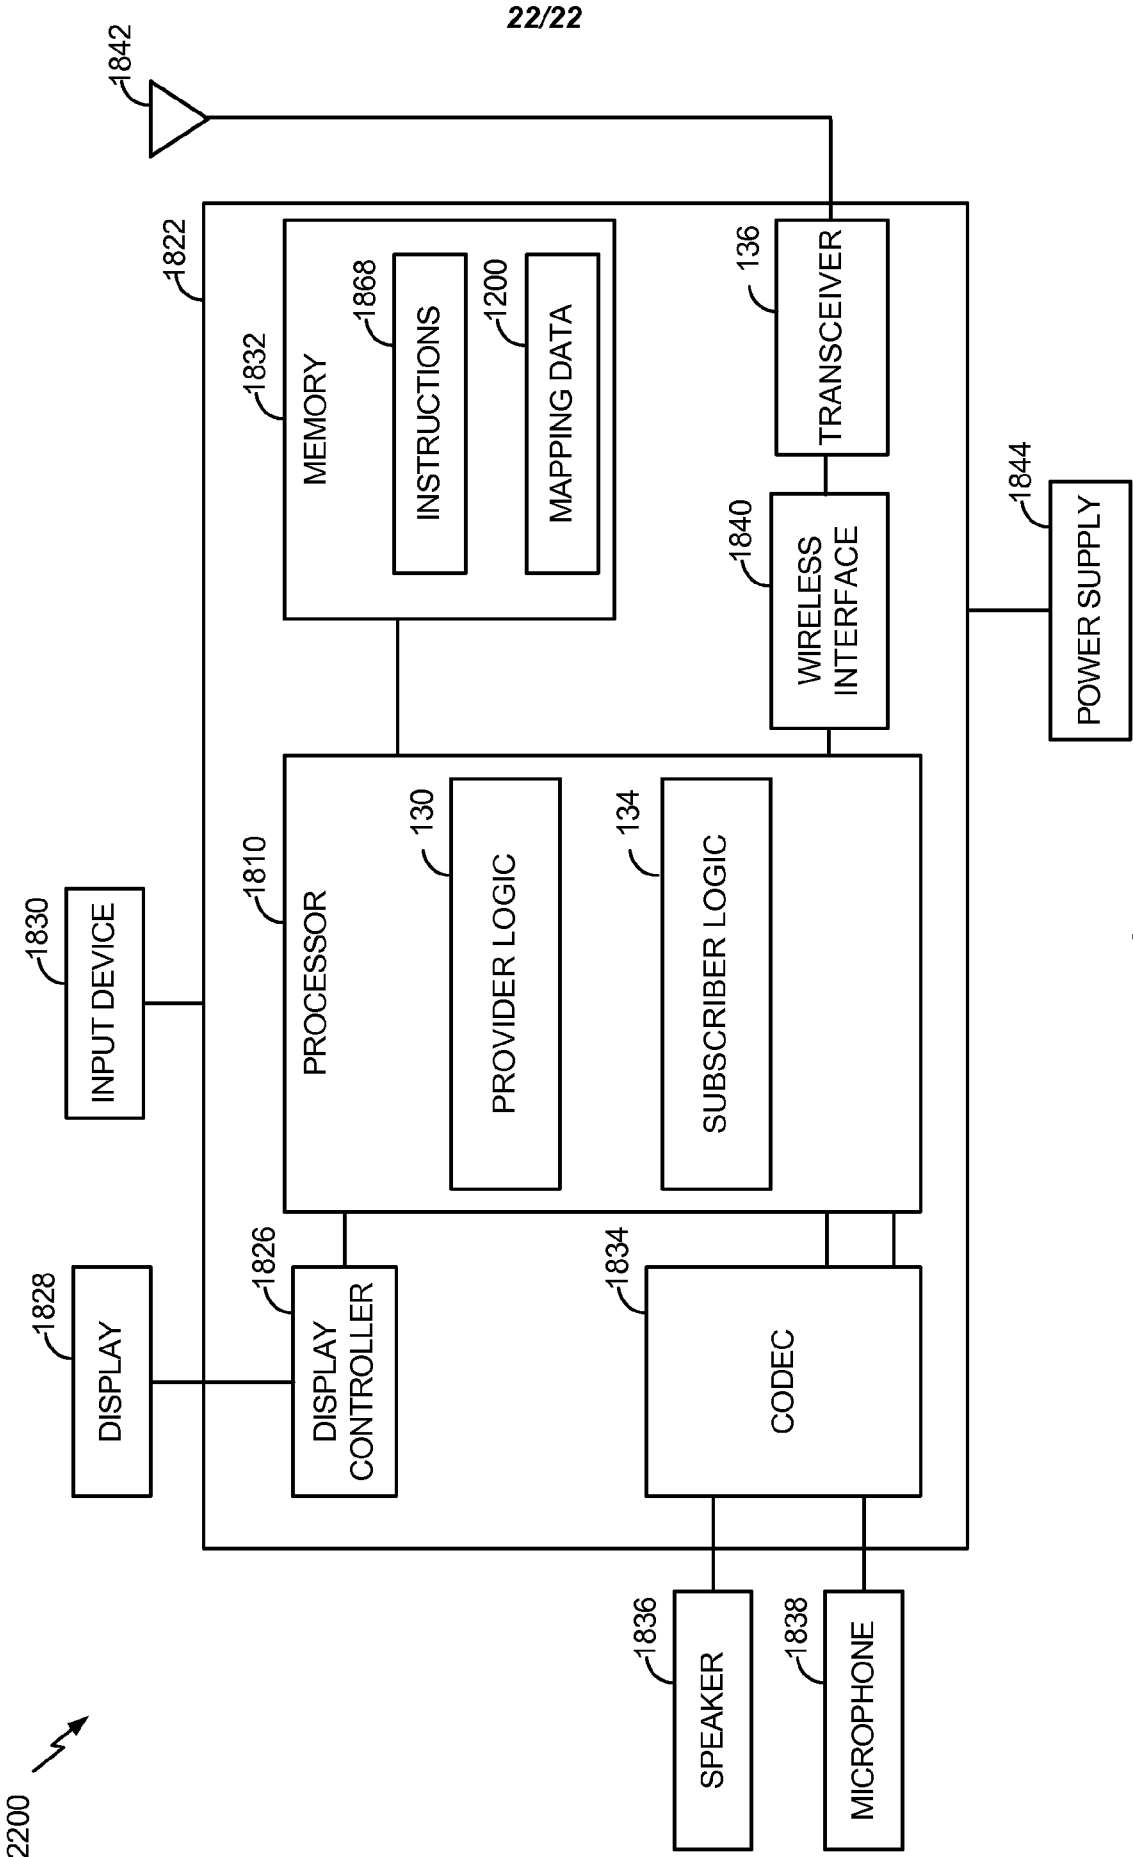 22/22
2200
1828
DISPLAY
1830
INPUT DEVICE
1842
1822
1826
DISPLAY
CONTROLLER
1810
PROCESSOR
130
PROVIDER LOGIC
134
SUBSCRIBER LOGIC
1832
MEMORY
1868
INSTRUCTIONS
1200
MAPPING DATA
1834
CODEC
1840
WIRELESS
INTERFACE
136
TRANSCEIVER
1836
SPEAKER
1838
MICROPHONE
1844
POWER SUPPLY